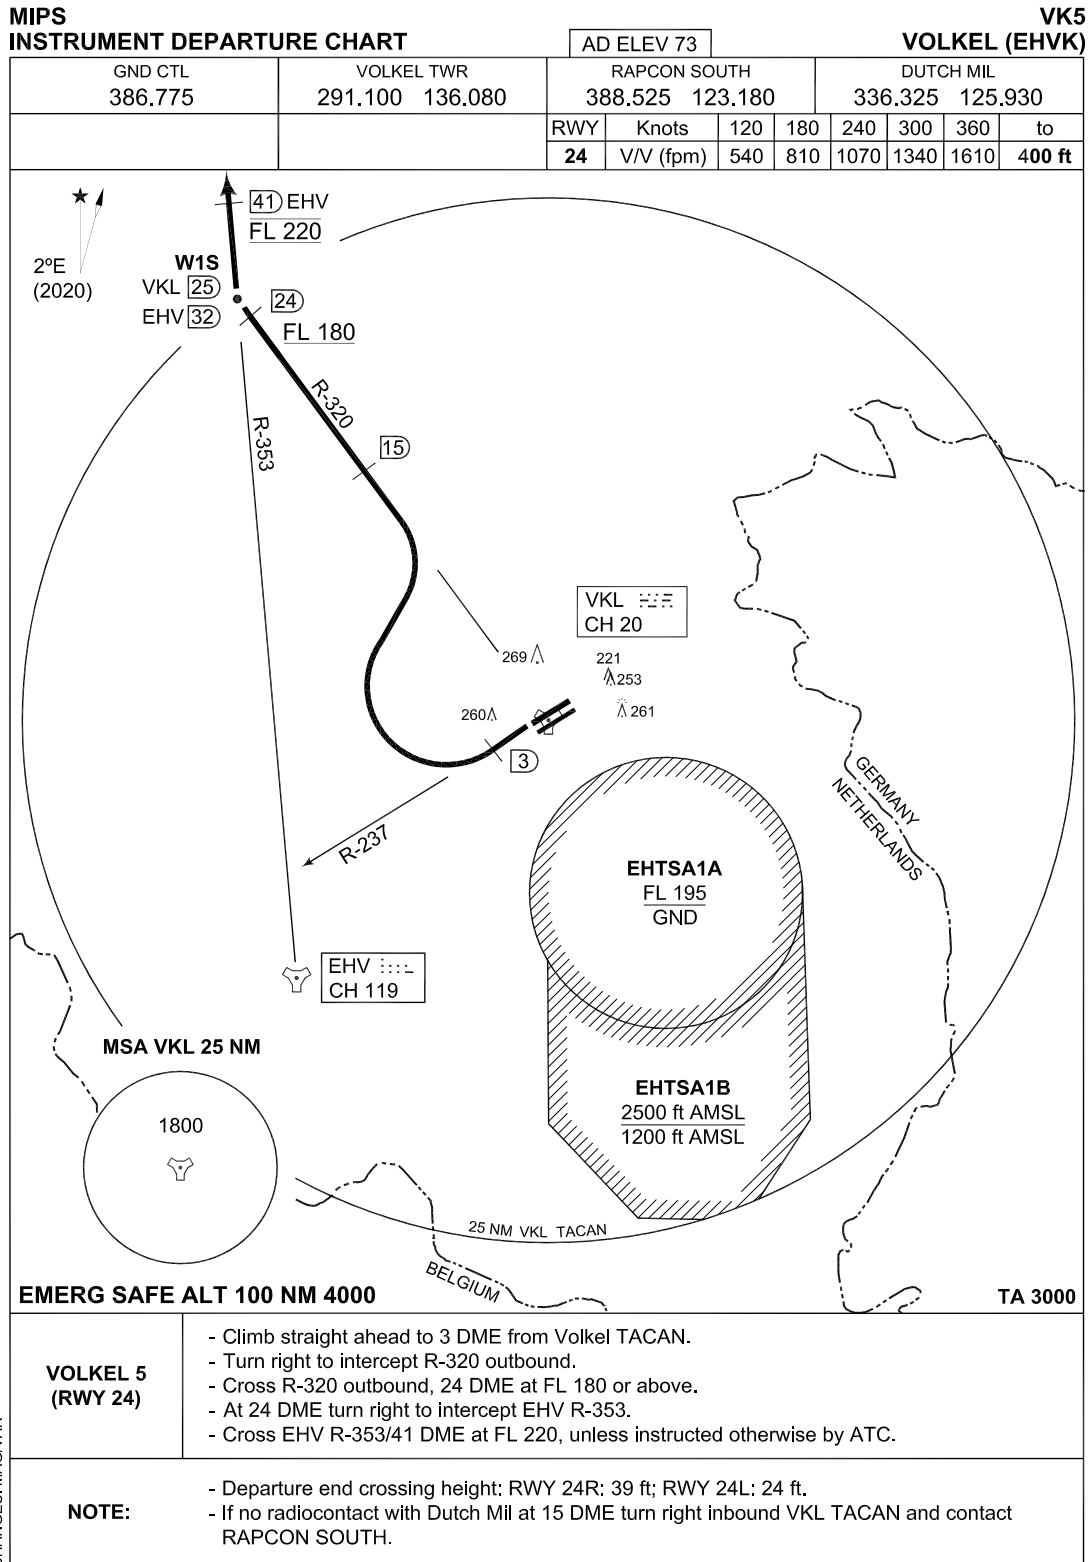 MIPS
VK5
INSTRUMENT DEPARTURE CHART
AD ELEV 73
VOLKEL (EHVK)
GND CTL
386.775
VOLKEL TWR
291.100 136.080
RAPCON SOUTH
388.525 123.180
DUTCH MIL
336.325 125.930
RWY Knots 120 180 240 300 360 to
24 V/V (fpm) 540 810 1070 1340 1610 400 ft
41 EHV
FL 220
2ºE
(2020)
W1S
VKL 25
EHV 32
24
FL 180
R-320
R-353
15
VKL
CH 20
269
221
253
260
261
3
R-237
GERMANY
NETHERLANDS
EHTSA1A
FL 195
GND
EHV
CH 119
MSA VKL 25 NM
1800
EHTSA1B
2500 ft AMSL
1200 ft AMSL
25 NM VKL TACAN
BELGIUM
EMERG SAFE ALT 100 NM 4000
TA 3000
VOLKEL 5
(RWY 24)
- Climb straight ahead to 3 DME from Volkel TACAN.
- Turn right to intercept R-320 outbound.
- Cross R-320 outbound, 24 DME at FL 180 or above.
- At 24 DME turn right to intercept EHV R-353.
- Cross EHV R-353/41 DME at FL 220, unless instructed otherwise by ATC.
NOTE:
- Departure end crossing height: RWY 24R: 39 ft; RWY 24L: 24 ft.
- If no radiocontact with Dutch Mil at 15 DME turn right inbound VKL TACAN and contact
RAPCON SOUTH.